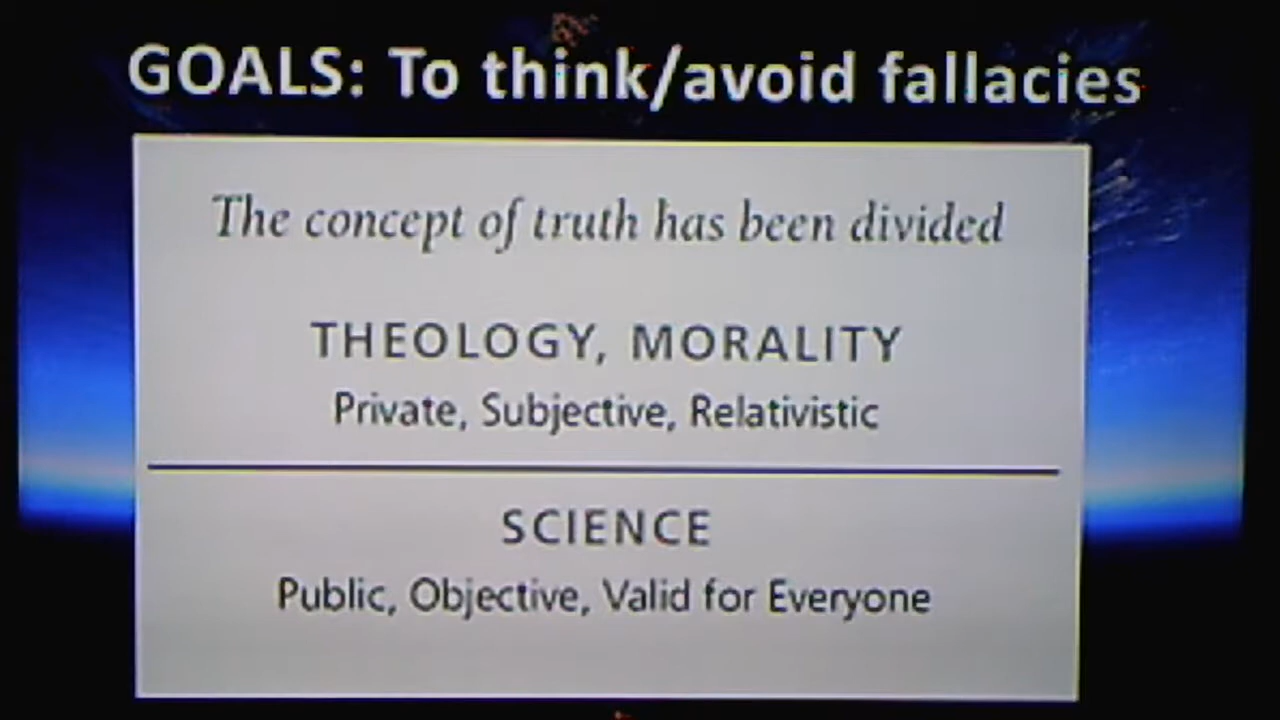 GOALS: To think/avoid fallacies
The concept of truth has been divided
THEOLOGY, MORALITY
Private, Subjective, Relativistic
SCIENCE
Public, Objective, Valid for Everyone